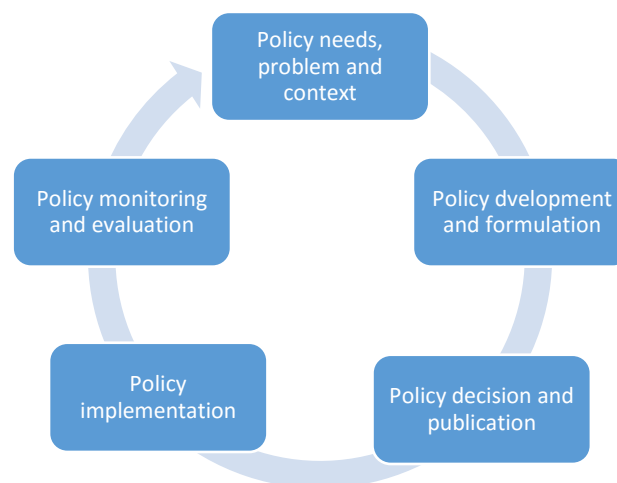 Policy needs,
problem and
context
Policy dvelopment
and formulation
Policy decision and
publication
Policy
implementation
Policy monitoring
and evaluation